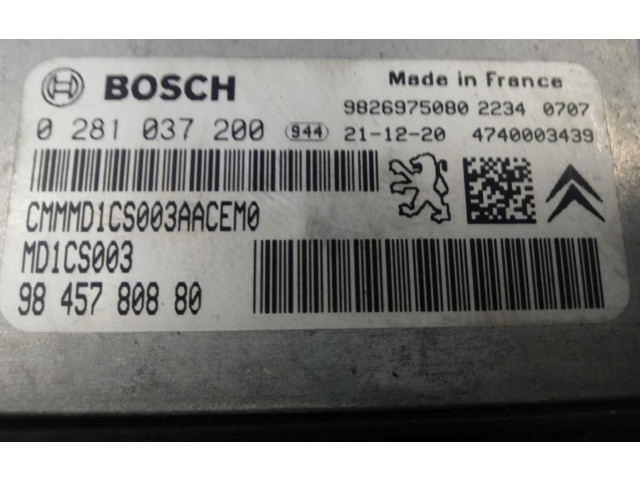 BOSCH
Made in France
9826975080 2234 0707
0 281 037 200 944 21-12-20 4740003439
CMMMD1CS003AACEM0
MD1CS003
98 457 808 80